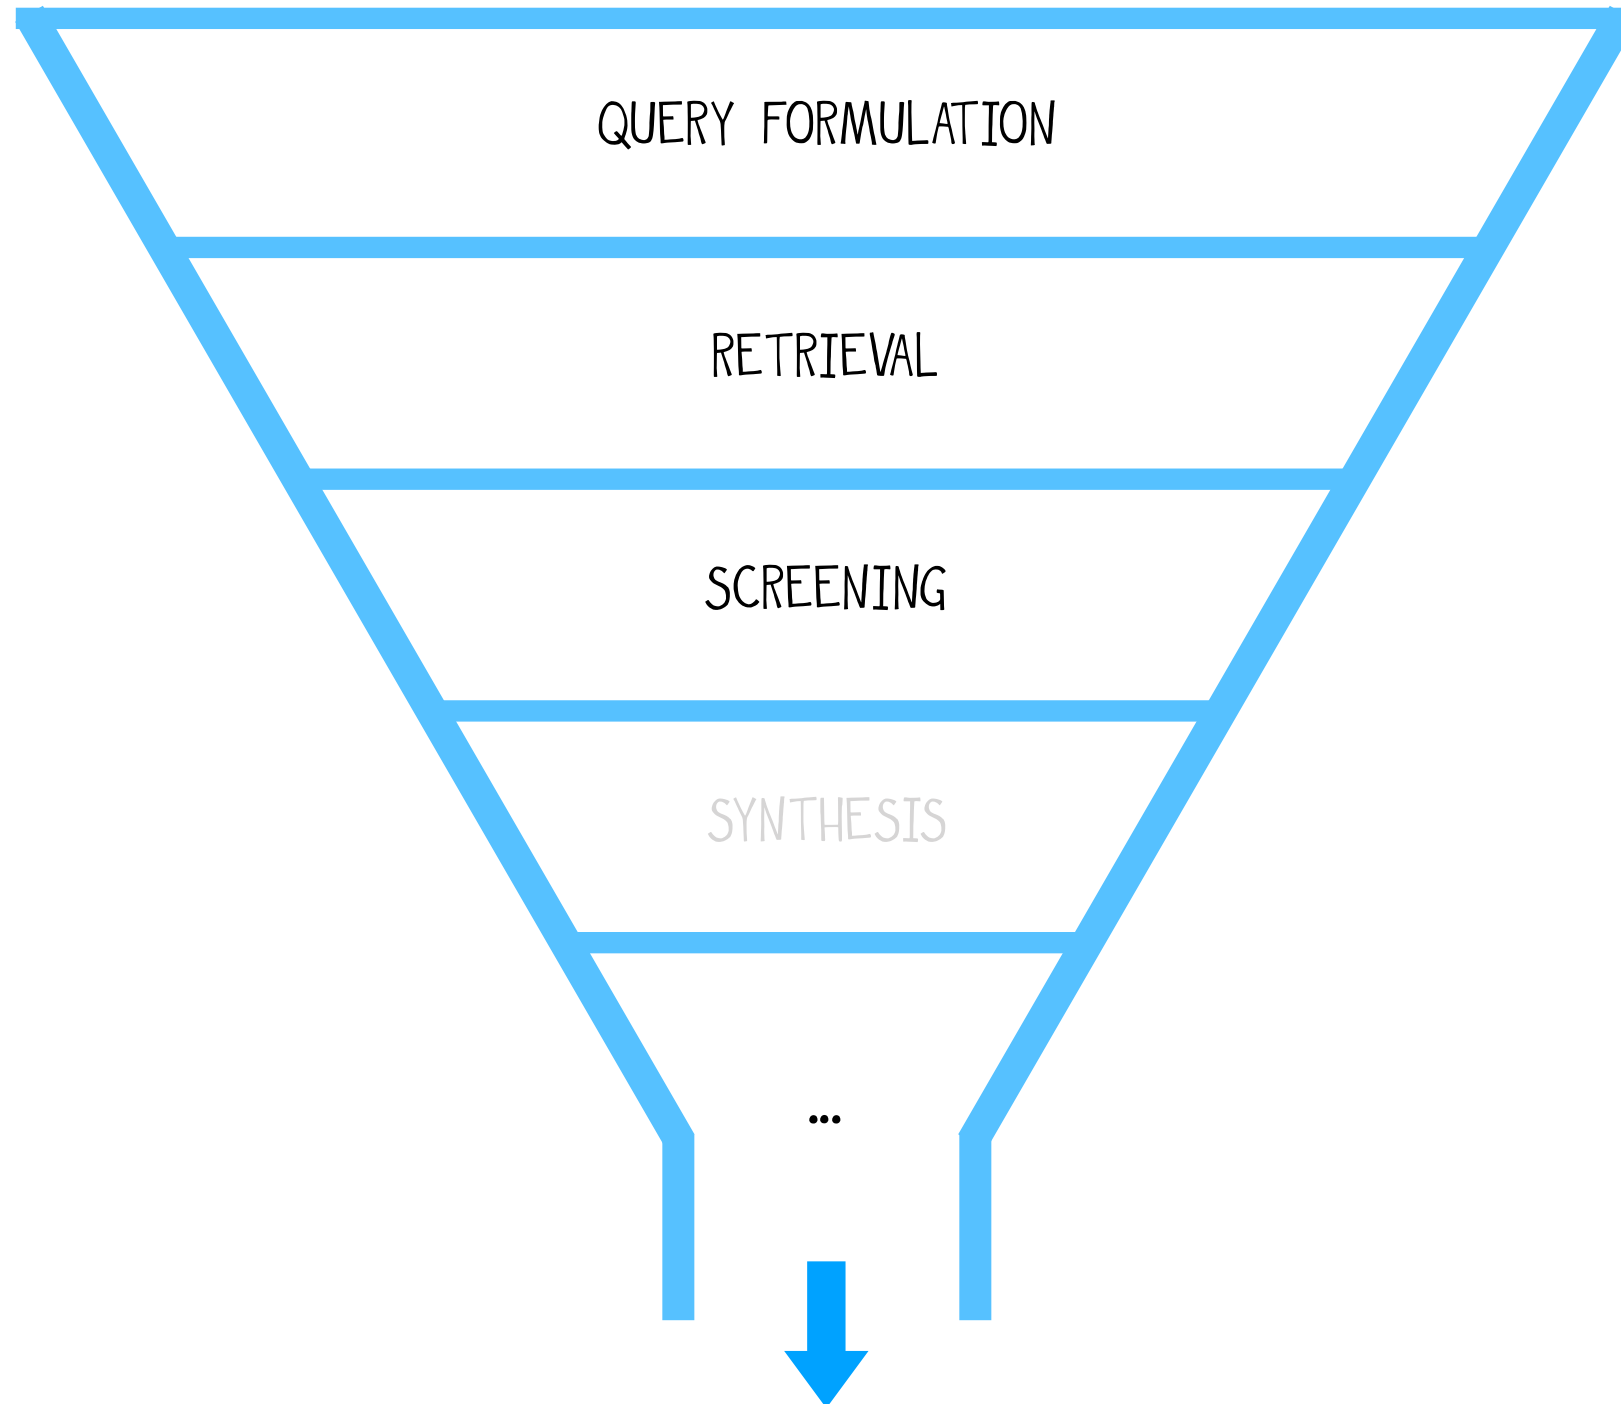 QUERY FORMULATION
RETRIEVAL
SCREENING
SYNTHESIS
...